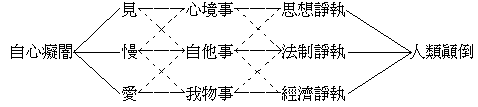 見 心境事 思想諍執
自心癡闇 慢 自他事 法制諍執 人類顛倒
愛 我物事 經濟諍執